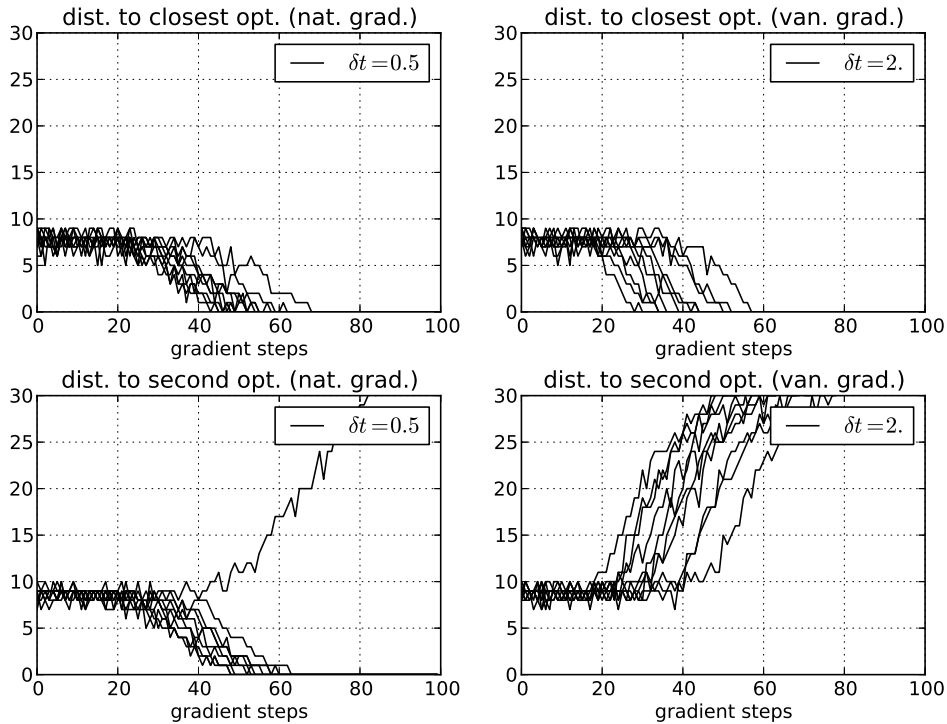 dist. to closest opt. (nat. grad.)
30
25
20
15
10
5
0
δt = 0.5
0 20 40 60 80 100
gradient steps
dist. to closest opt. (van. grad.)
30
25
20
15
10
5
0
δt = 2.
0 20 40 60 80 100
gradient steps
dist. to second opt. (nat. grad.)
30
25
20
15
10
5
0
δt = 0.5
0 20 40 60 80 100
gradient steps
dist. to second opt. (van. grad.)
30
25
20
15
10
5
0
δt = 2.
0 20 40 60 80 100
gradient steps